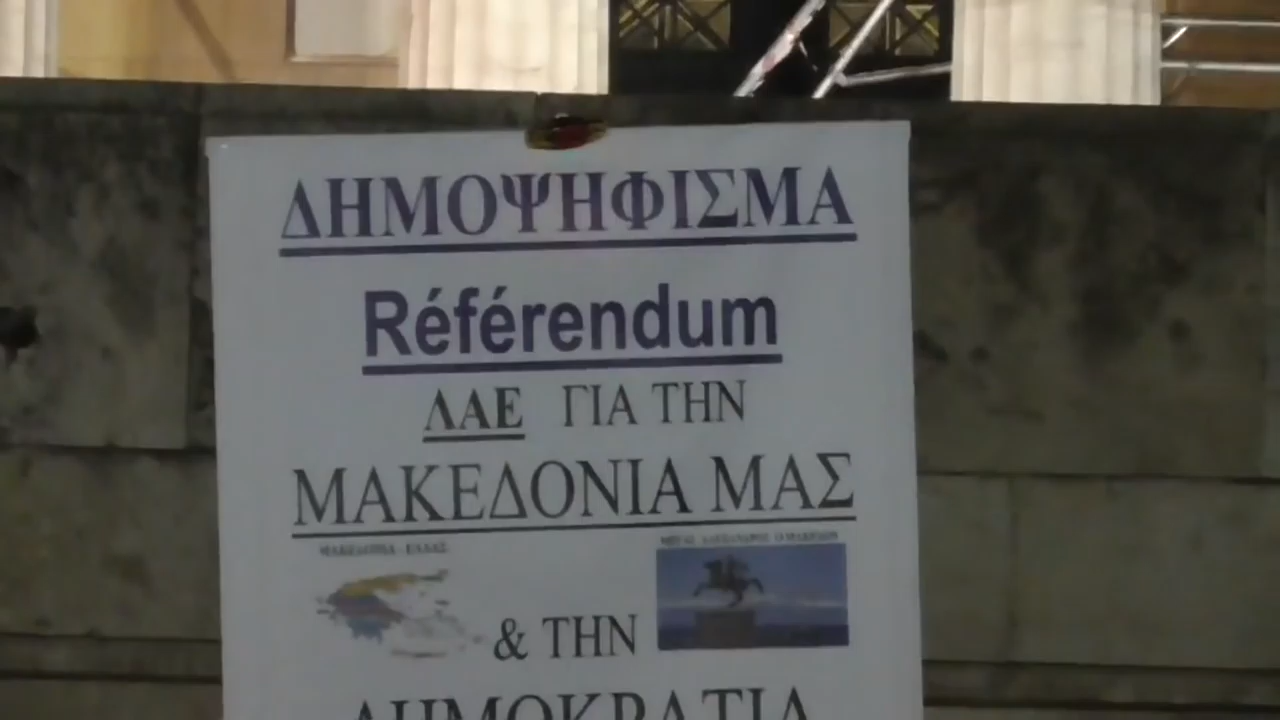 ΔΗΜΟΨΗΦΙΣΜΑ
Référendum
ΛΑΕ ΓΙΑ ΤΗΝ
ΜΑΚΕΔΟΝΙΑ ΜΑΣ
ΜΑΚΕΔΟΝΙΑ - ΕΛΛΑΣ
& ΤΗΝ
ΔΗΜΟΚΡΑΤΙΑ